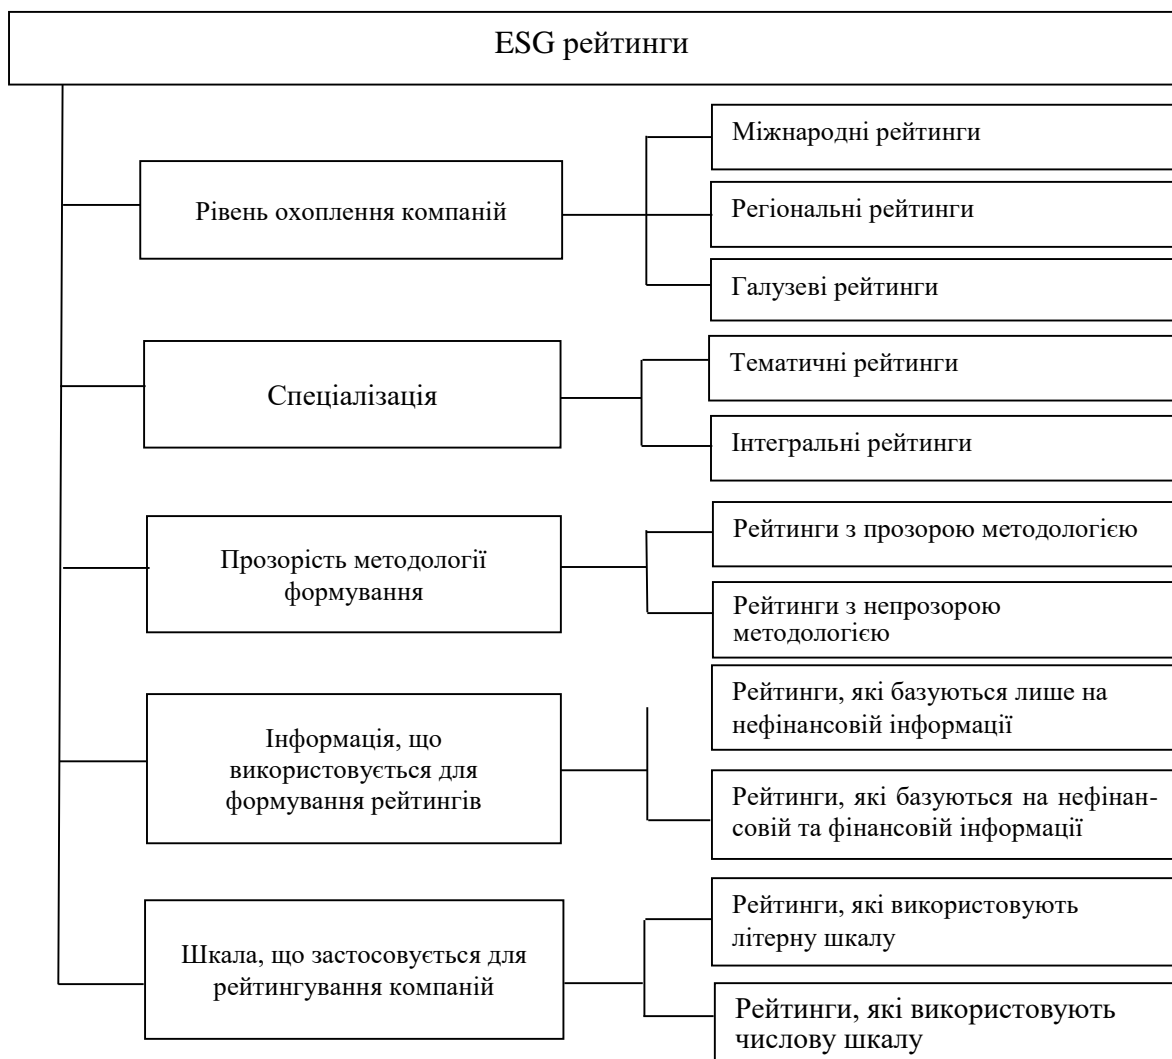 ESG рейтинги
Рівень охоплення компаній
Міжнародні рейтинги
Регіональні рейтинги
Галузеві рейтинги
Спеціалізація
Тематичні рейтинги
Інтегральні рейтинги
Прозорість методології
формування
Рейтинги з прозорою методологією
Рейтинги з непрозорою
методологією
Інформація, що
використовується для
формування рейтингів
Рейтинги, які базуються лише на
нефінансовій інформації
Рейтинги, які базуються на нефінан-
совій та фінансовій інформації
Шкала, що застосовується для
рейтингування компаній
Рейтинги, які використовують
літерну шкалу
Рейтинги, які використовують
числову шкалу